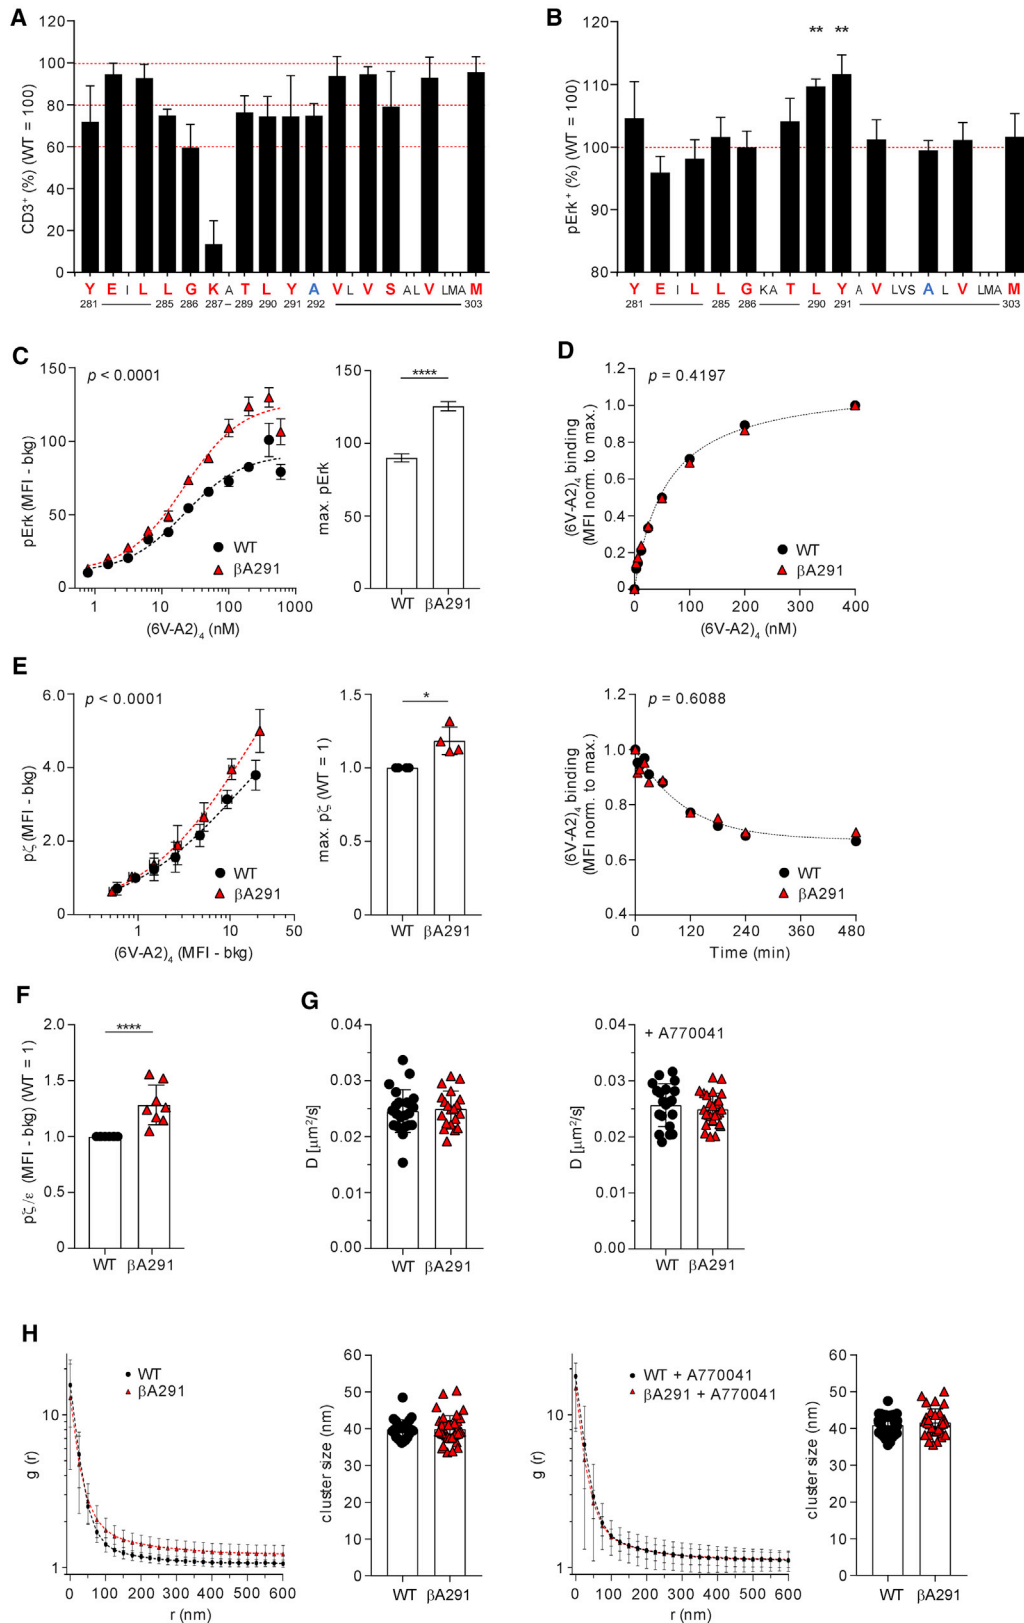 A
CD3⁺ (%) (WT = 100)
120
100
80
60
40
20
0
Y E I L L G K A T L Y A V L V S A L V LMA M
281 285 286 287 289 290 291 292 303
B
pErk⁺ (%) (WT = 100)
120
110
100
90
80
** **
Y E I L L G KA T L Y A V LVS A L V LMA M
281 285 286 290 291 303
C
p < 0.0001
pErk (MFI - bkg)
150
100
50
0
WT
βA291
1 10 100 1000
(6V-A2)₄ (nM)
max. pErk
150
100
50
0
****
WT βA291
D
p = 0.4197
(6V-A2)₄ binding
(MFI norm. to max.)
1.2
1.0
0.8
0.6
0.4
0.2
0
WT
βA291
0 100 200 300 400
(6V-A2)₄ (nM)
E
p < 0.0001
pζ (MFI - bkg)
6.0
4.0
2.0
0
WT
βA291
1 10 50
(6V-A2)₄ (MFI - bkg)
max. pζ (WT = 1)
1.5
1.0
0.5
0
*
WT βA291
p = 0.6088
(6V-A2)₄ binding
(MFI norm. to max.)
1.2
1.0
0.8
0.6
0.4
WT
βA291
0 120 240 360 480
Time (min)
F
pζ/ε (MFI - bkg) (WT = 1)
2.0
1.5
1.0
0.5
0
****
WT βA291
G
D [μm²/s]
0.04
0.03
0.02
0.01
0.00
WT βA291
+ A770041
D [μm²/s]
0.04
0.03
0.02
0.01
0.00
WT βA291
H
g (r)
10
1
WT
βA291
0 100 200 300 400 500 600
r (nm)
cluster size (nm)
60
50
40
30
20
10
0
WT βA291
g (r)
10
1
WT + A770041
βA291 + A770041
0 100 200 300 400 500 600
r (nm)
cluster size (nm)
60
50
40
30
20
10
0
WT βA291